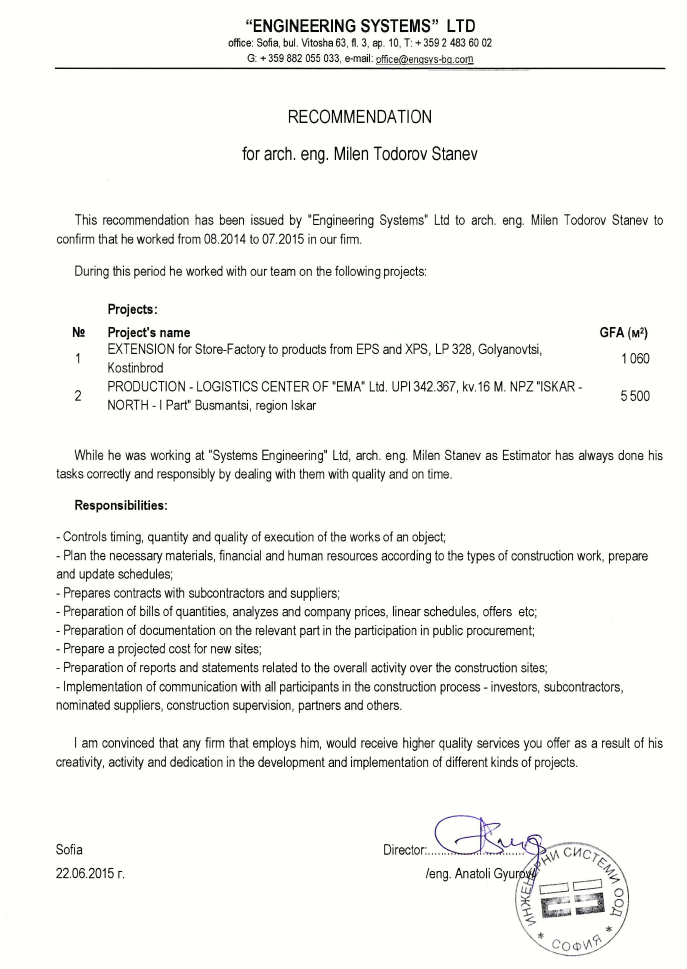 “ENGINEERING SYSTEMS” LTD
office: Sofia, bul. Vitosha 63, fl. 3, ap. 10, T: + 359 2 483 60 02
G: + 359 882 055 033, e-mail: office@engsys-bg.com
RECOMMENDATION
for arch. eng. Milen Todorov Stanev
This recommendation has been issued by "Engineering Systems" Ltd to arch. eng. Milen Todorov Stanev to
confirm that he worked from 08.2014 to 07.2015 in our firm.
During this period he worked with our team on the following projects:
Projects:
№ Project's name GFA (м²)
1 EXTENSION for Store-Factory to products from EPS and XPS, LP 328, Golyanovtsi,
Kostinbrod 1 060
2 PRODUCTION - LOGISTICS CENTER OF "EMA" Ltd. UPI 342.367, kv.16 M. NPZ "ISKAR -
NORTH - I Part" Busmantsi, region Iskar 5 500
While he was working at "Systems Engineering" Ltd, arch. eng. Milen Stanev as Estimator has always done his
tasks correctly and responsibly by dealing with them with quality and on time.
Responsibilities:
- Controls timing, quantity and quality of execution of the works of an object;
- Plan the necessary materials, financial and human resources according to the types of construction work, prepare
and update schedules;
- Prepares contracts with subcontractors and suppliers;
- Preparation of bills of quantities, analyzes and company prices, linear schedules, offers etc;
- Preparation of documentation on the relevant part in the participation in public procurement;
- Prepare a projected cost for new sites;
- Preparation of reports and statements related to the overall activity over the construction sites;
- Implementation of communication with all participants in the construction process - investors, subcontractors,
nominated suppliers, construction supervision, partners and others.
I am convinced that any firm that employs him, would receive higher quality services you offer as a result of his
creativity, activity and dedication in the development and implementation of different kinds of projects.
Sofia Director:............................
22.06.2015 г. /eng. Anatoli Gyurov/
ИНЖЕНЕРНИ СИСТЕМИ ООД
* СОФИЯ *